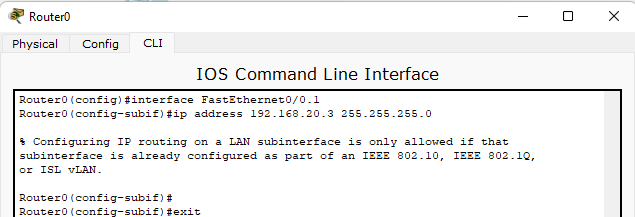 Router0
Physical Config CLI
IOS Command Line Interface
Router0(config)#interface FastEthernet0/0.1
Router0(config-subif)#ip address 192.168.20.3 255.255.255.0
% Configuring IP routing on a LAN subinterface is only allowed if that
subinterface is already configured as part of an IEEE 802.10, IEEE 802.1Q,
or ISL vLAN.
Router0(config-subif)#
Router0(config-subif)#exit